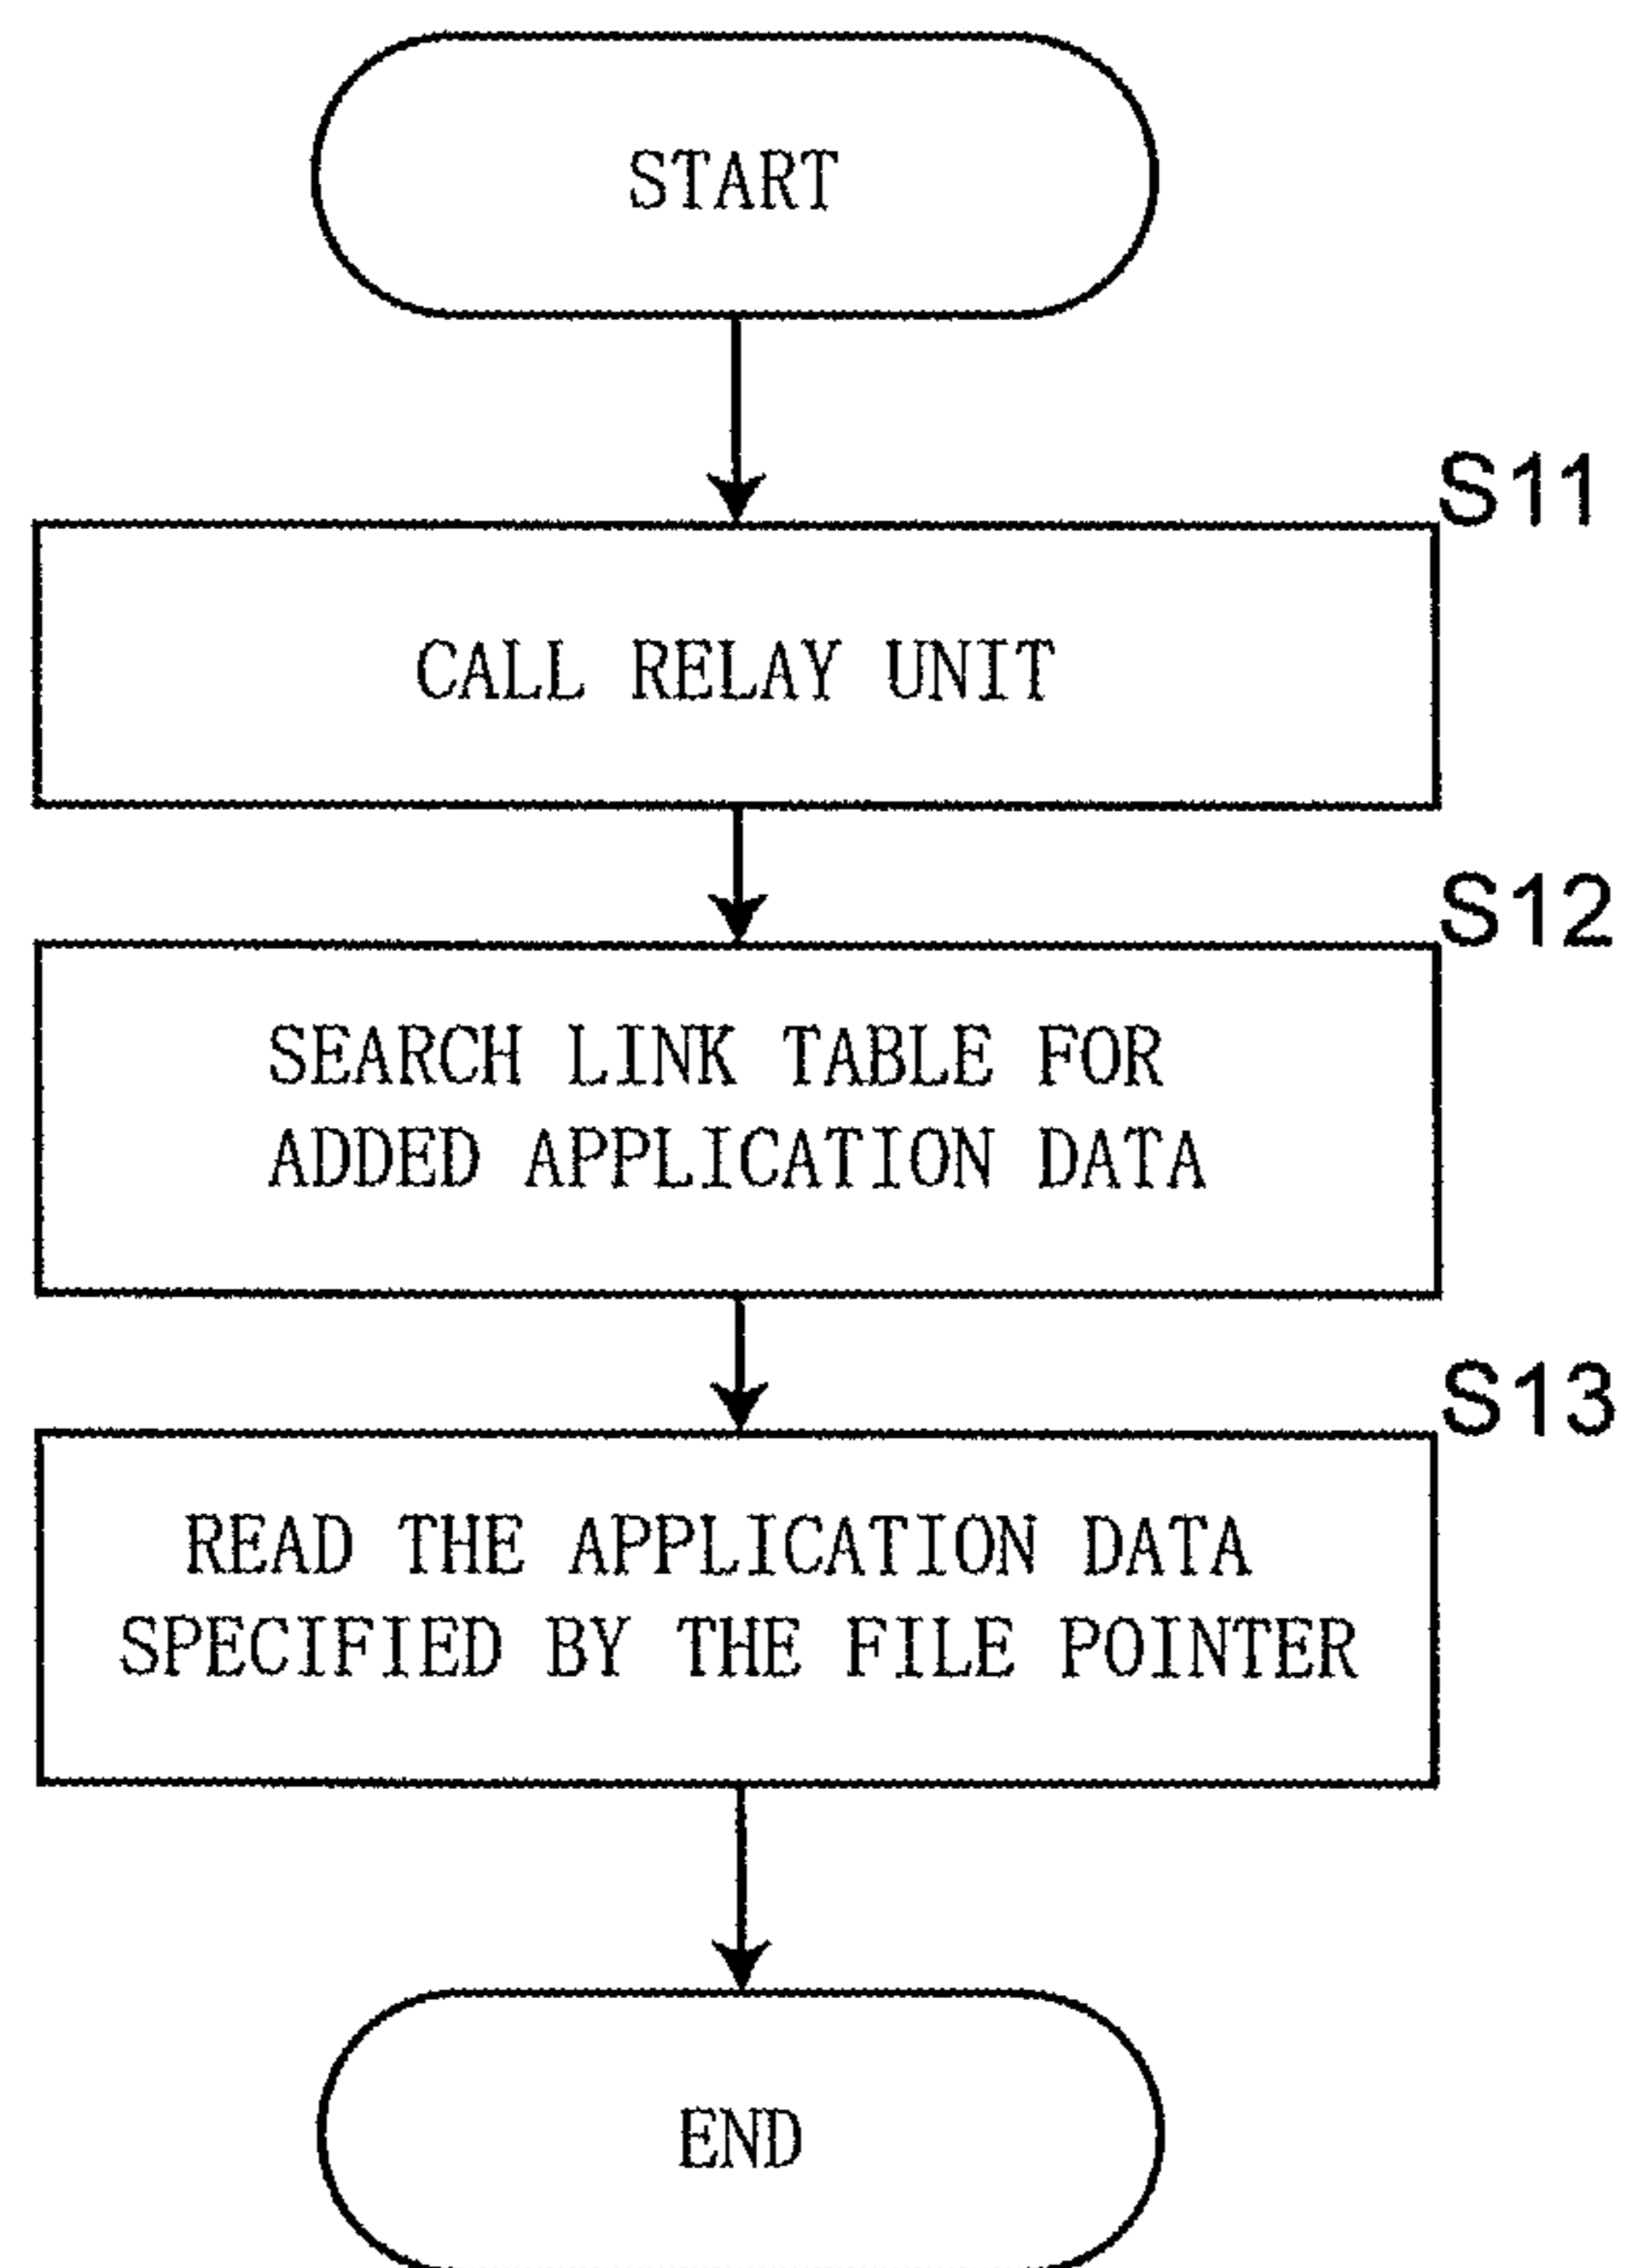 START
S11
CALL RELAY UNIT
S12
SEARCH LINK TABLE FOR
ADDED APPLICATION DATA
S13
READ THE APPLICATION DATA
SPECIFIED BY THE FILE POINTER
END